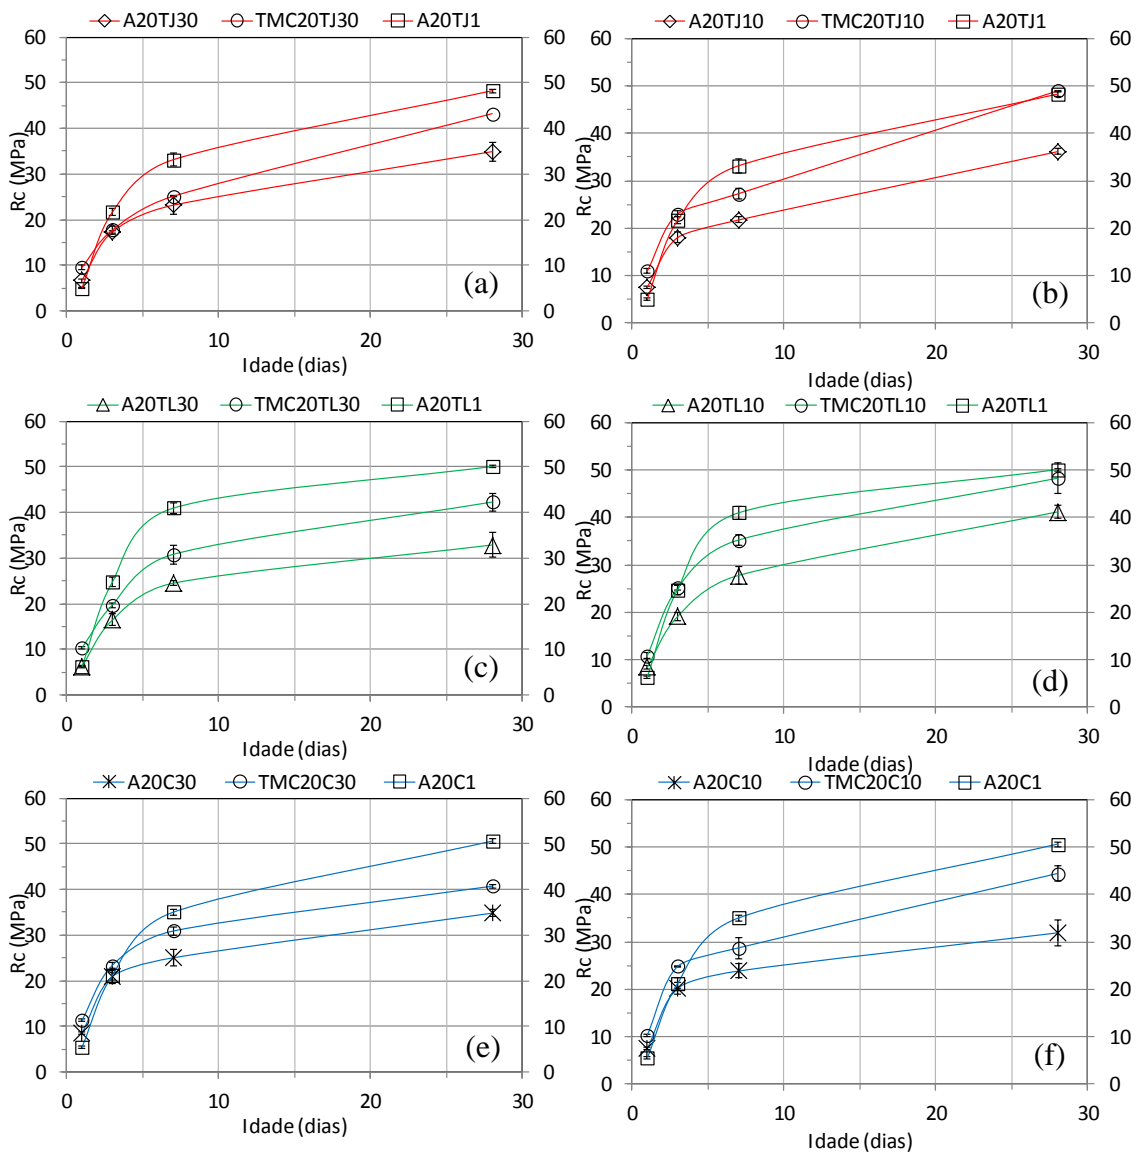 A20TJ30 TMC20TJ30 A20TJ1
60 60
50 50
40 40
30 30
20 20
10 10
0 0
Rc (MPa)
(a)
0 10 20 30
Idade (dias)
A20TJ10 TMC20TJ10 A20TJ1
60 60
50 50
40 40
30 30
20 20
10 10
0 0
Rc (MPa)
(b)
0 10 20 30
Idade (dias)
A20TL30 TMC20TL30 A20TL1
60 60
50 50
40 40
30 30
20 20
10 10
0 0
Rc (MPa)
(c)
0 10 20 30
Idade (dias)
A20TL10 TMC20TL10 A20TL1
60 60
50 50
40 40
30 30
20 20
10 10
0 0
Rc (MPa)
(d)
0 10 20 30
Idade (dias)
A20C30 TMC20C30 A20C1
60 60
50 50
40 40
30 30
20 20
10 10
0 0
Rc (MPa)
(e)
0 10 20 30
Idade (dias)
A20C10 TMC20C10 A20C1
60 60
50 50
40 40
30 30
20 20
10 10
0 0
Rc (MPa)
(f)
0 10 20 30
Idade (dias)